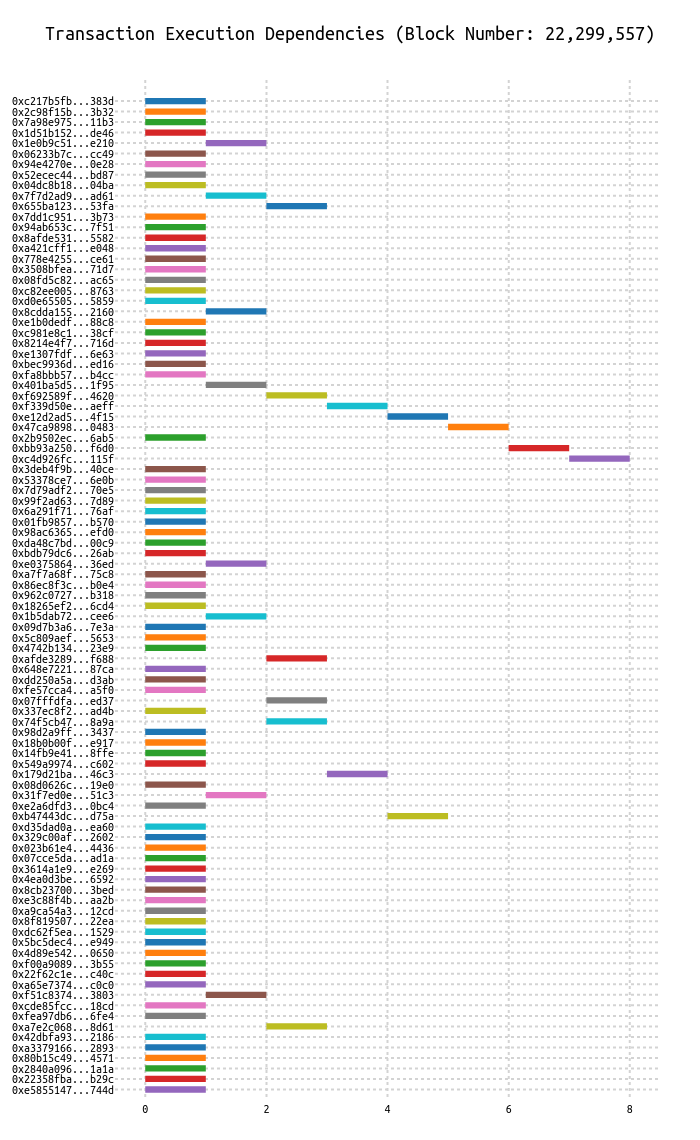 Transaction Execution Dependencies (Block Number: 22,299,557)
0xc217b5fb...383d
0x2c98f15b...3b32
0x7a98e975...11b3
0x1d51b152...de46
0x1e0b9c51...e210
0x06233b7c...cc49
0x94e4270e...0e28
0x52ecec44...bd87
0x04dc8b18...04ba
0x7f7d2ad9...ad61
0x655ba123...53fa
0x7dd1c951...3b73
0x94ab653c...7f51
0x8afde531...5582
0xa421cff1...e048
0x778e4255...ce61
0x3508bfea...71d7
0x08fd5c82...ac65
0xc82ee005...8763
0xd0e65505...5859
0x8cdda155...2160
0xe1b0dedf...88c8
0xc981e8c1...38cf
0x8214e4f7...716d
0xe1307fdf...6e63
0xbec9936d...ed16
0xfa8bbb57...b4cc
0x401ba5d5...1f95
0xf692589f...4620
0xf339d50e...aeff
0xe12d2ad5...4f15
0x47ca9898...0483
0x2b9502ec...6ab5
0xbb93a250...f6d0
0xc4d926fc...115f
0x3deb4f9b...40ce
0x53378ce7...6e0b
0x7d79adf2...70e5
0x99f2ad63...7d89
0x6a291f71...76af
0x01fb9857...b570
0x98ac6365...efd0
0xda48c7bd...00c9
0xbdb79dc6...26ab
0xe0375864...36ed
0xa7f7a68f...75c8
0x86ec8f3c...b0e4
0x962c0727...b318
0x18265ef2...6cd4
0x1b5dab72...cee6
0x09d7b3a6...7e3a
0x5c809aef...5653
0x4742b134...23e9
0xafde3289...f688
0x648e7221...87ca
0xdd250a5a...d3ab
0xfe57cca4...a5f0
0x07fffdfa...ed37
0x337ec8f2...ad4b
0x74f5cb47...8a9a
0x98d2a9ff...3437
0x18b0b00f...e917
0x14fb9e41...8ffe
0x549a9974...c602
0x179d21ba...46c3
0x08d0626c...19e0
0x31f7ed0e...51c3
0xe2a6dfd3...0bc4
0xb47443dc...d75a
0xd35dad0a...ea60
0x329c00af...2602
0x023b61e4...4436
0x07cce5da...ad1a
0x3614a1e9...e269
0x4ea0d3be...6592
0x8cb23700...3bed
0xe3c88f4b...aa2b
0xa9ca54a3...12cd
0x8f819507...22ea
0xdc62f5ea...1529
0x5bc5dec4...e949
0x4d89e542...0650
0xf00a9089...3b55
0x22f62c1e...c40c
0xa65e7374...c0c0
0xf51c8374...3803
0xcde85fcc...18cd
0xfea97db6...6fe4
0xa7e2c068...8d61
0x42dbfa93...2186
0xa3379166...2893
0x80b15c49...4571
0x2840a096...1a1a
0x22358fba...b29c
0xe5855147...744d
0 2 4 6 8